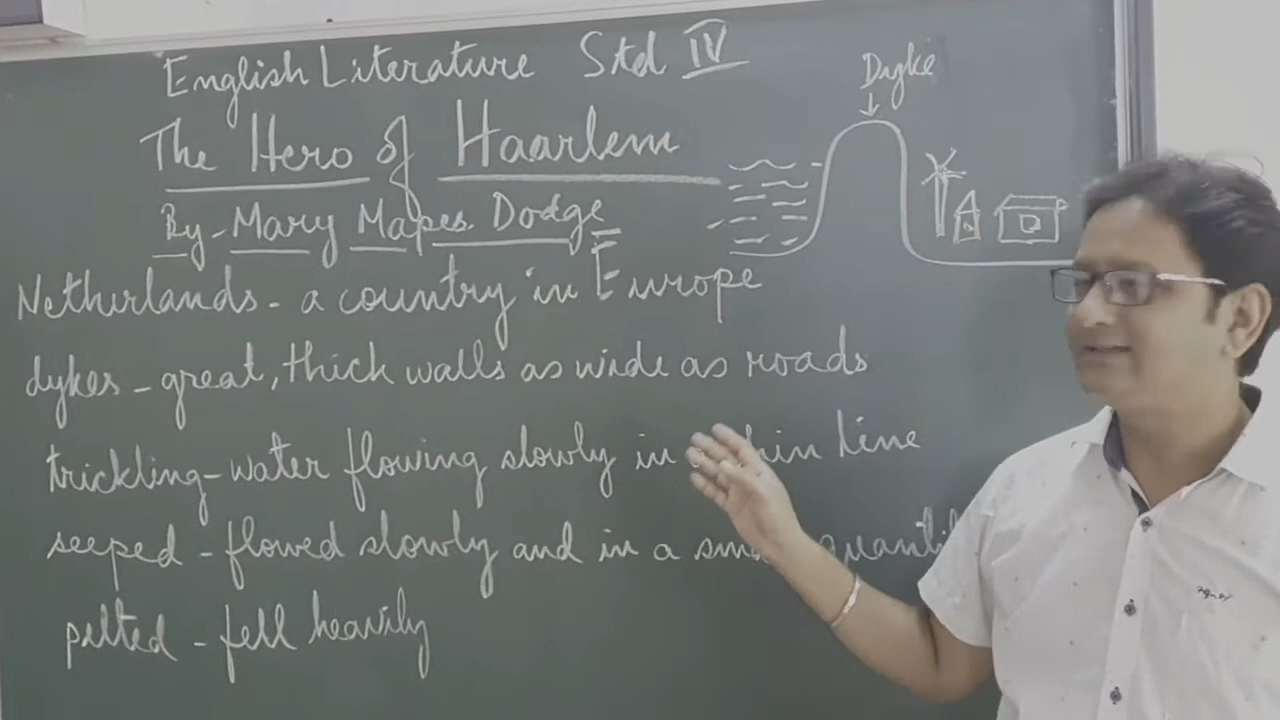 English Literature Std IV
The Hero of Haarlem
By - Mary Mapes Dodge
Dyke
Netherlands - a country in Europe
dykes - great, thick walls as wide as roads
trickling - water flowing slowly in thin line
seeped - flowed slowly and in a
pelted - fell heavily